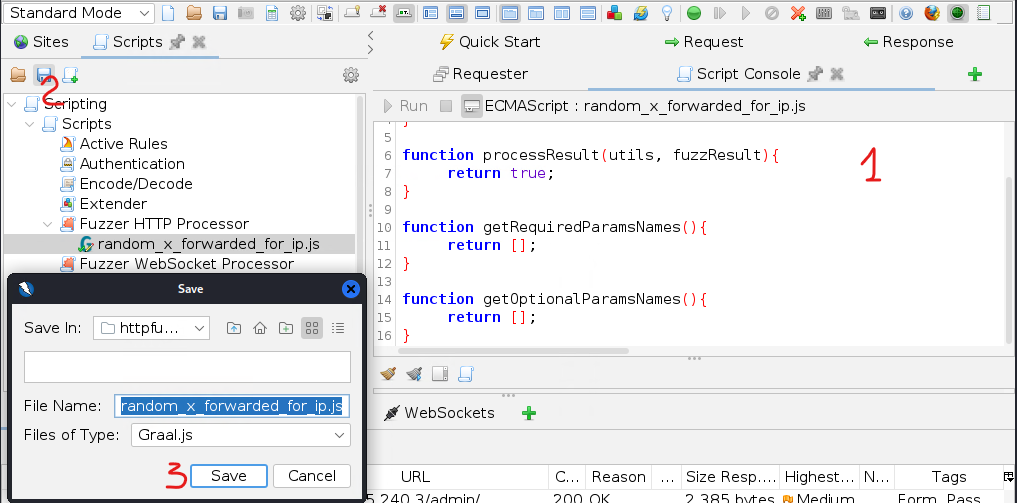 Standard Mode
Sites
Scripts
Quick Start
Request
Response
Requester
Script Console
2
Scripting
Scripts
Active Rules
Authentication
Encode/Decode
Extender
Fuzzer HTTP Processor
random_x_forwarded_for_ip.js
Fuzzer WebSocket Processor
Run
ECMAScript : random_x_forwarded_for_ip.js
1
5 }
6 function processResult(utils, fuzzResult){
7 return true;
8 }
9
10 function getRequiredParamsNames(){
11 return [];
12 }
13
14 function getOptionalParamsNames(){
15 return [];
16 }
Save
Save In: httpfu...
File Name: random_x_forwarded_for_ip.js
Files of Type: Graal.js
3 Save Cancel
WebSockets
URL C... Reason ... Size Resp.... Highest... N... Tags
5.240.3/admin/ 200 OK 2,385 bytes Medium Form, Pass